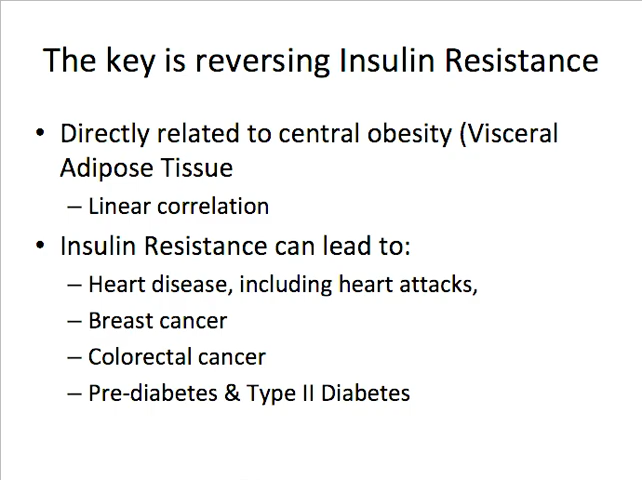 The key is reversing Insulin Resistance
• Directly related to central obesity (Visceral
Adipose Tissue
– Linear correlation
• Insulin Resistance can lead to:
– Heart disease, including heart attacks,
– Breast cancer
– Colorectal cancer
– Pre-diabetes & Type II Diabetes